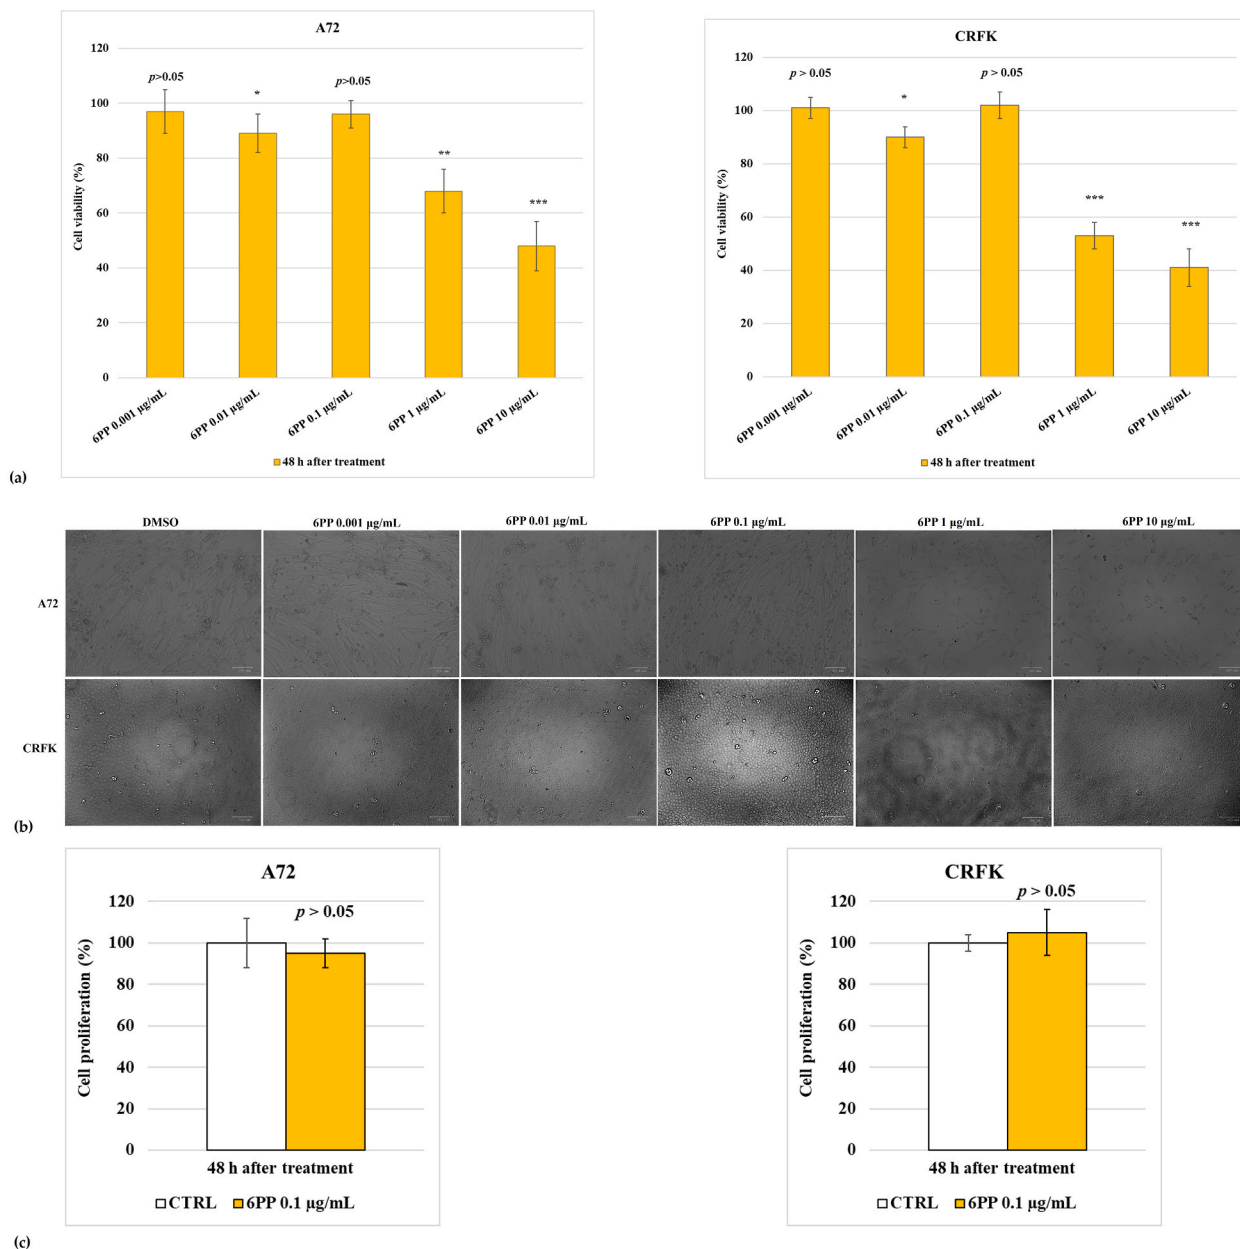 A72
120
100
80
60
40
20
0
Cell viability (%)
p>0.05
*
p>0.05
**
***
6PP 0.001 µg/mL
6PP 0.01 µg/mL
6PP 0.1 µg/mL
6PP 1 µg/mL
6PP 10 µg/mL
48 h after treatment
CRFK
120
100
80
60
40
20
0
Cell viability (%)
p > 0.05
*
p > 0.05
***
***
6PP 0.001 µg/mL
6PP 0.01 µg/mL
6PP 0.1 µg/mL
6PP 1 µg/mL
6PP 10 µg/mL
48 h after treatment
(a)
DMSO 6PP 0.001 µg/mL 6PP 0.01 µg/mL 6PP 0.1 µg/mL 6PP 1 µg/mL 6PP 10 µg/mL
A72
CRFK
(b)
A72
120
100
80
60
40
20
0
Cell proliferation (%)
p > 0.05
48 h after treatment
CTRL 6PP 0.1 µg/mL
CRFK
120
100
80
60
40
20
0
Cell proliferation (%)
p > 0.05
48 h after treatment
CTRL 6PP 0.1 µg/mL
(c)